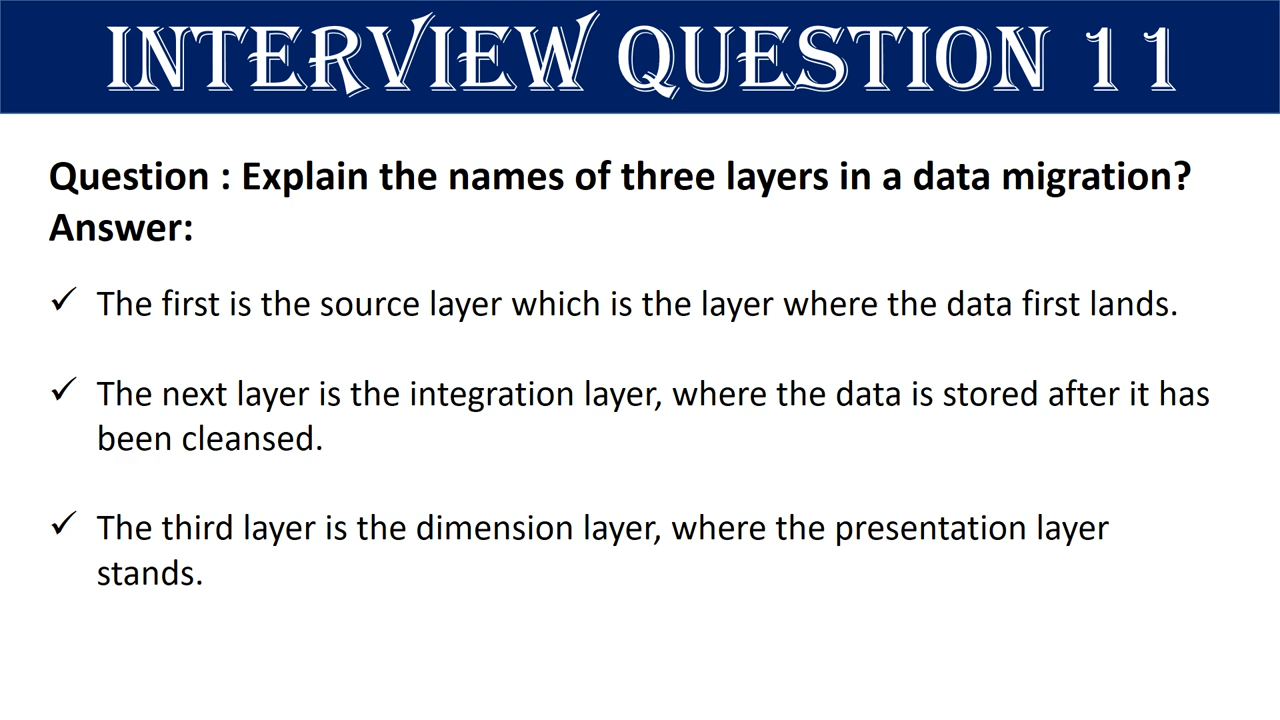 INTERVIEW QUESTION 11
Question : Explain the names of three layers in a data migration?
Answer:
✓ The first is the source layer which is the layer where the data first lands.
✓ The next layer is the integration layer, where the data is stored after it has
been cleansed.
✓ The third layer is the dimension layer, where the presentation layer
stands.